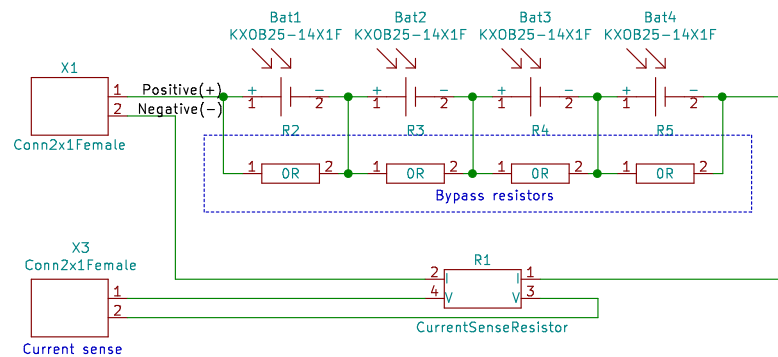 Bat1 Bat2 Bat3 Bat4
KXOB25-14X1F KXOB25-14X1F KXOB25-14X1F KXOB25-14X1F
X1
1 Positive(+) + 1 - 2 + 1 - 2 + 1 - 2 + 1 - 2
2 Negative(-)
Conn2x1Female
R2 R3 R4 R5
1 0R 2 1 0R 2 1 0R 2 1 0R 2
Bypass resistors
X3
Conn2x1Female
R1
2 I I 1
1 4 V V 3
2
CurrentSenseResistor
Current sense